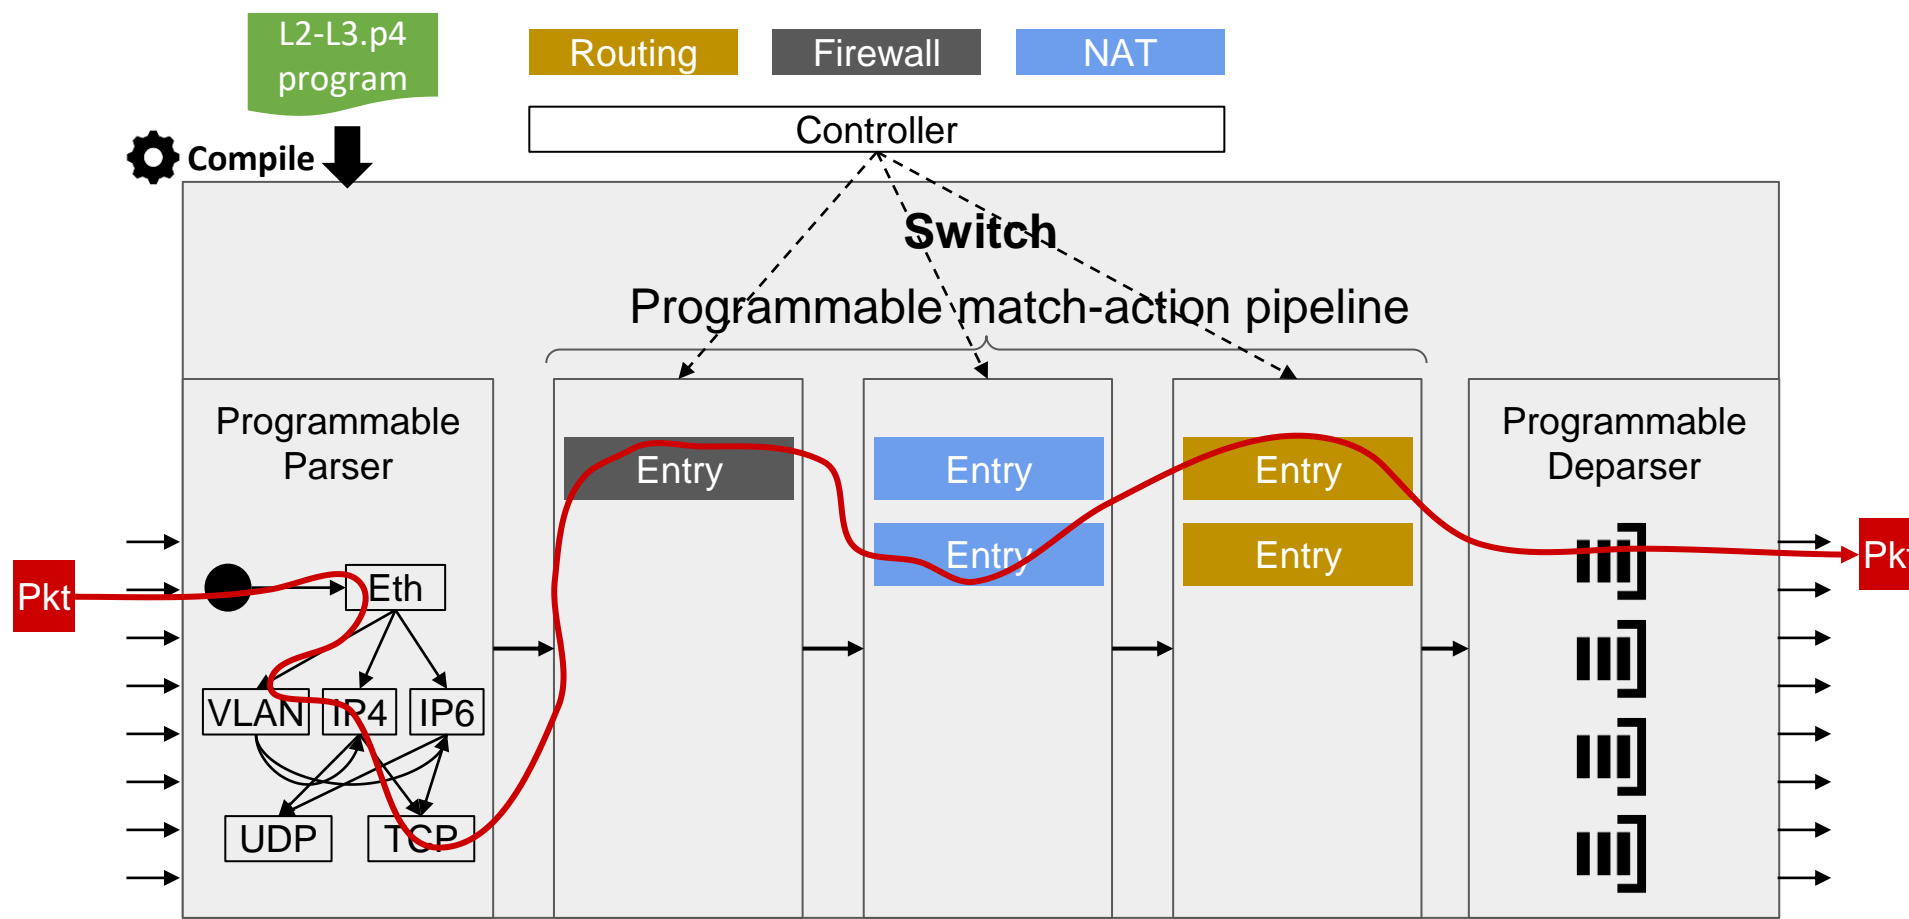 L2-L3.p4
program
Routing
Firewall
NAT
Controller
Compile
Switch
Programmable match-action pipeline
Programmable
Parser
Programmable
Deparser
Entry
Entry
Entry
Entry
Entry
Pkt
Eth
Pkt
VLAN
IP4
IP6
UDP
TCP